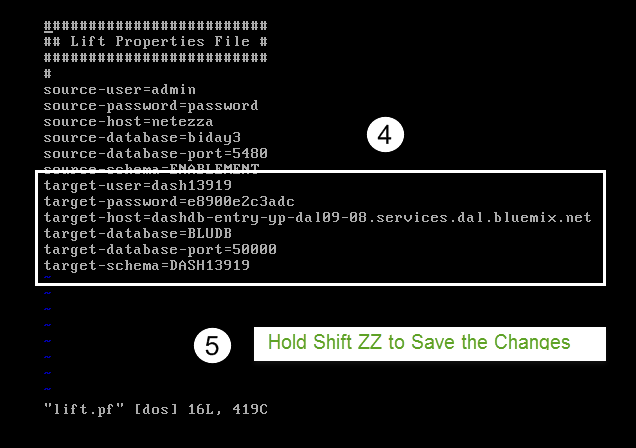 #########################
## Lift Properties File #
#########################
#
source-user=admin
source-password=password
source-host=netezza
source-database=biday3
source-database-port=5480
source-schema=ENABLEMENT
4
target-user=dash13919
target-password=e8900e2c3adc
target-host=dashdb-entry-yp-dal09-08.services.dal.bluemix.net
target-database=BLUDB
target-database-port=50000
target-schema=DASH13919
~
~
~
~
~
~
~
~
5 Hold Shift ZZ to Save the Changes
"lift.pf" [dos] 16L, 419C